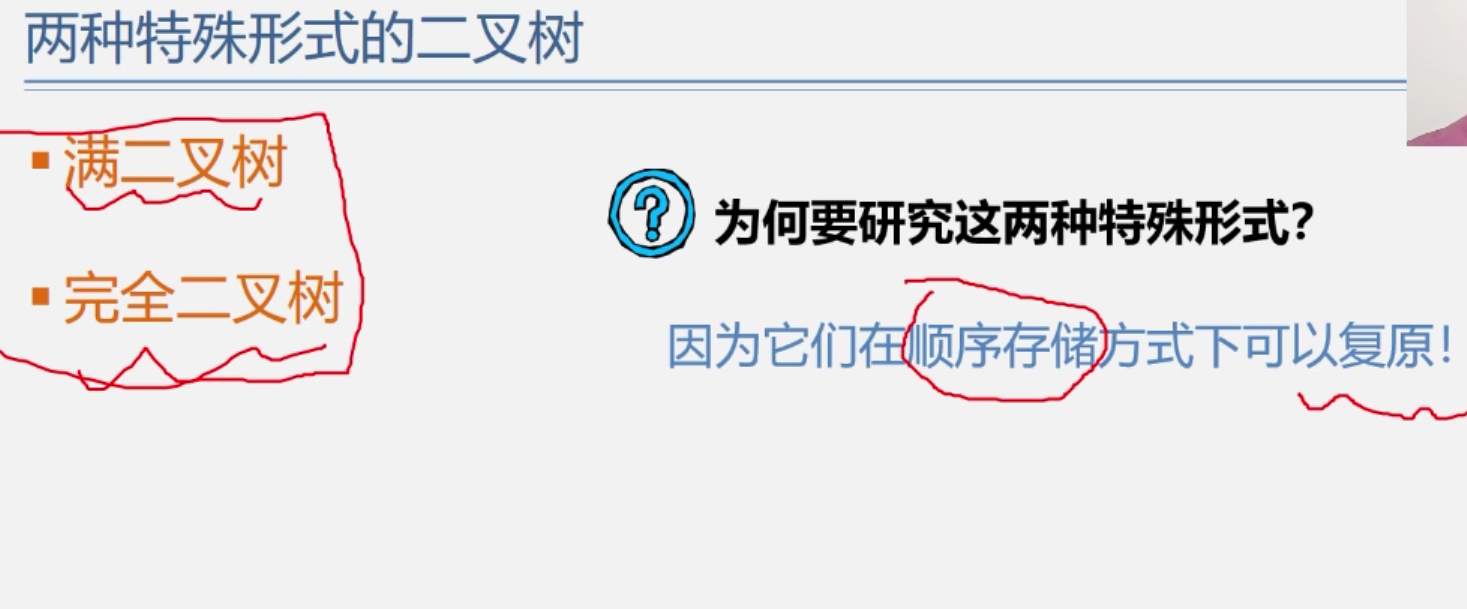 两种特殊形式的二叉树
▪ 满二叉树
▪ 完全二叉树
? 为何要研究这两种特殊形式?
因为它们在顺序存储方式下可以复原!